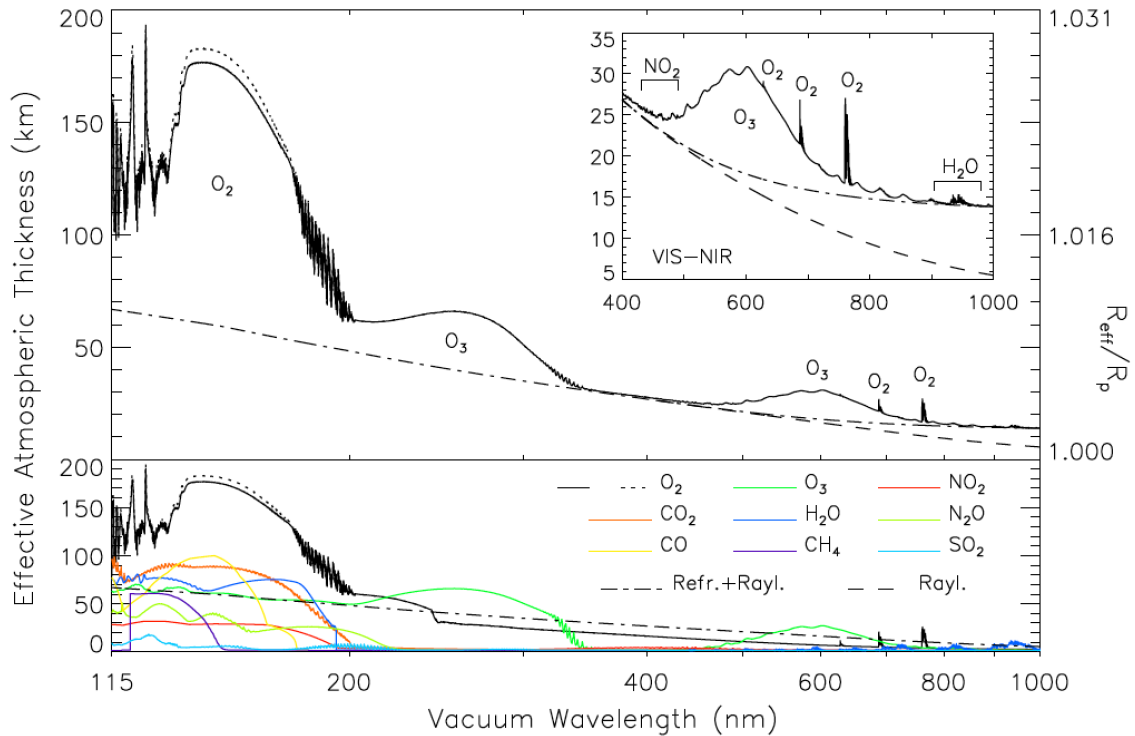 Effective Atmospheric Thickness (km)
200
150
100
50
1.031
1.016
1.000
R_eff/R_p
O₂
O₃
O₃
O₂
O₂
35
30
25
20
15
10
5
NO₂
O₃
O₂
O₂
O₂
H₂O
VIS−NIR
400 600 800 1000
200
150
100
50
0
O₂ O₃ NO₂
CO₂ H₂O N₂O
CO CH₄ SO₂
Refr.+Rayl. Rayl.
115 200 400 600 800 1000
Vacuum Wavelength (nm)